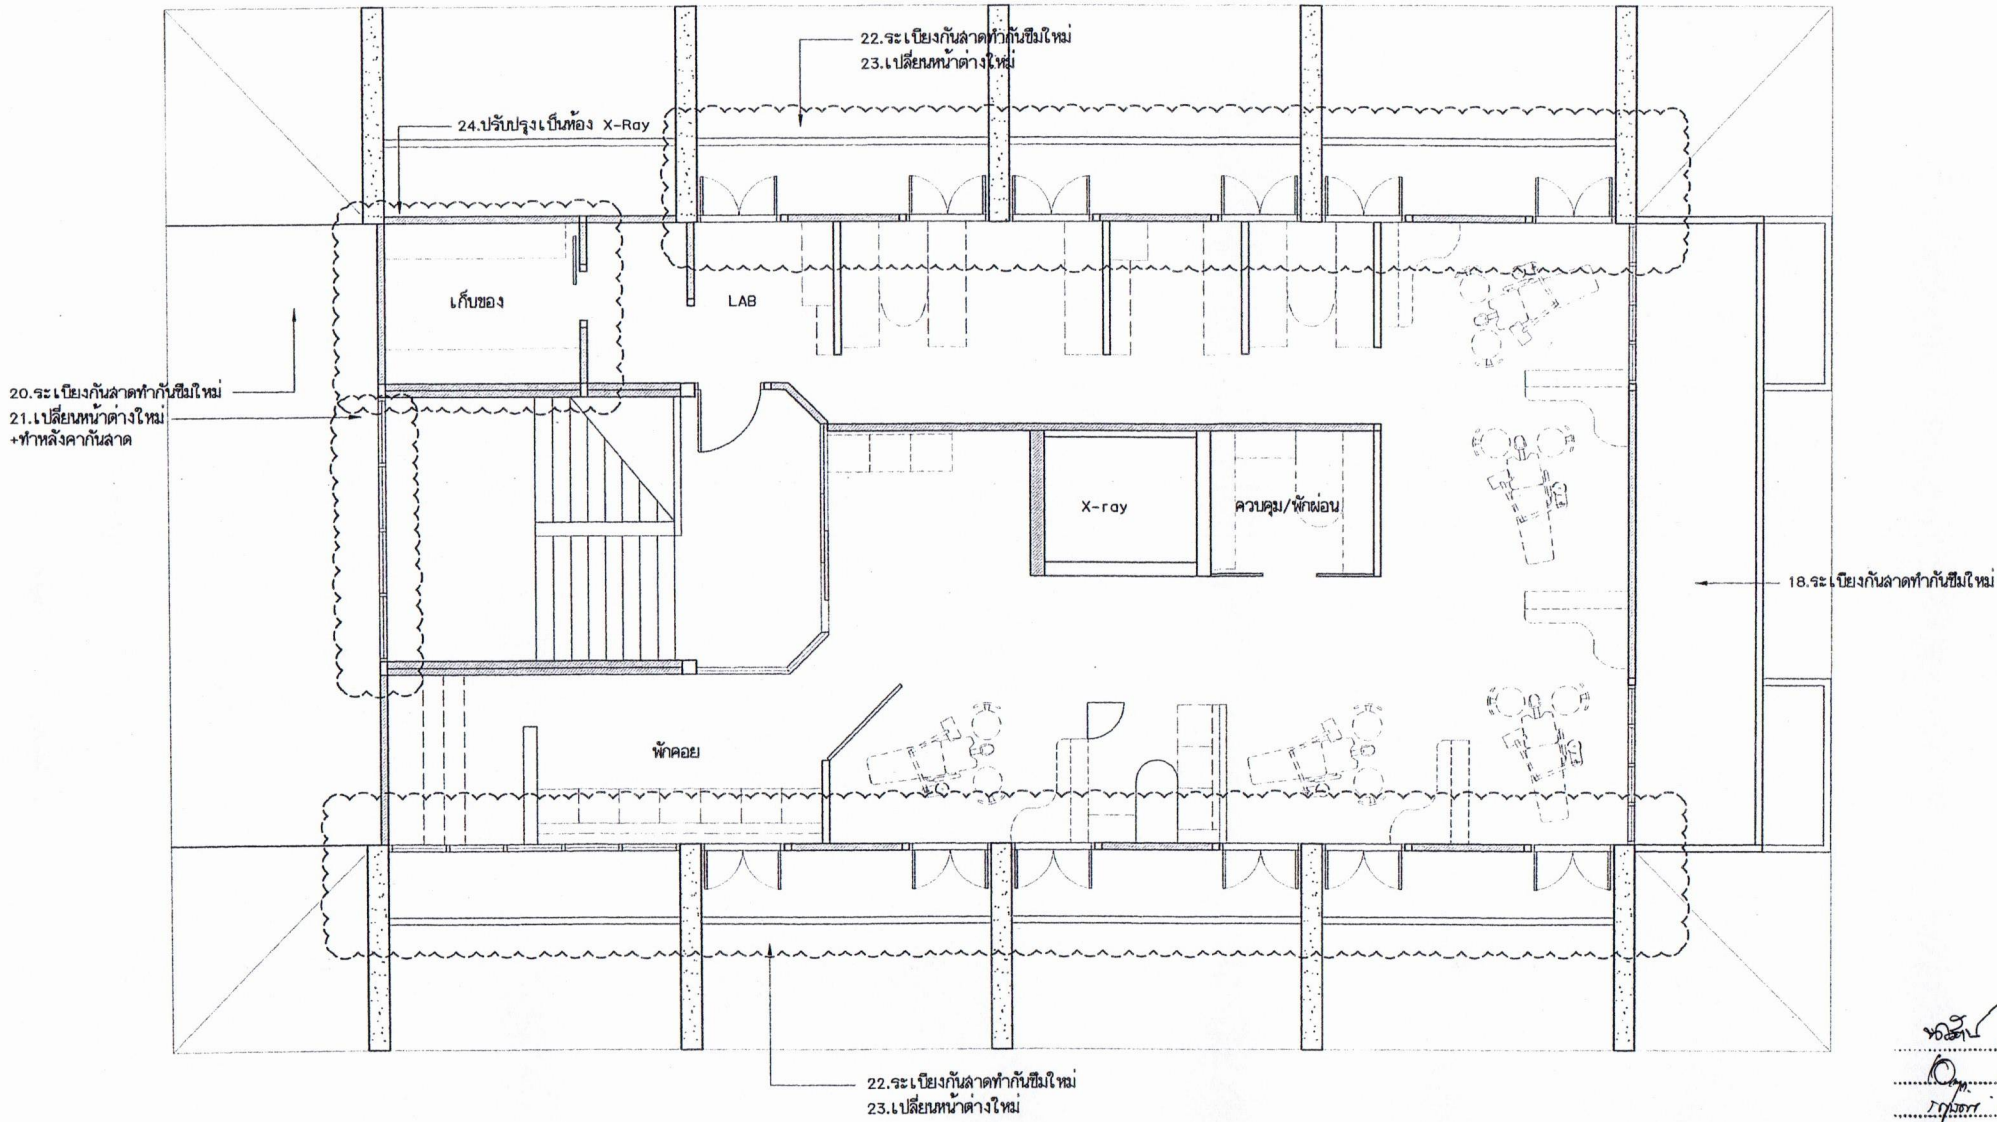 22.ระเบียงกันสาดทำกันซึมใหม่
23.เปลี่ยนหน้าต่างใหม่
24.ปรับปรุงเป็นห้อง X-Ray
เก็บของ
LAB
20.ระเบียงกันสาดทำกันซึมใหม่
21.เปลี่ยนหน้าต่างใหม่
+ทำหลังคากันสาด
X-ray
ควบคุม/พักผ่อน
18.ระเบียงกันสาดทำกันซึมใหม่
พักคอย
22.ระเบียงกันสาดทำกันซึมใหม่
23.เปลี่ยนหน้าต่างใหม่